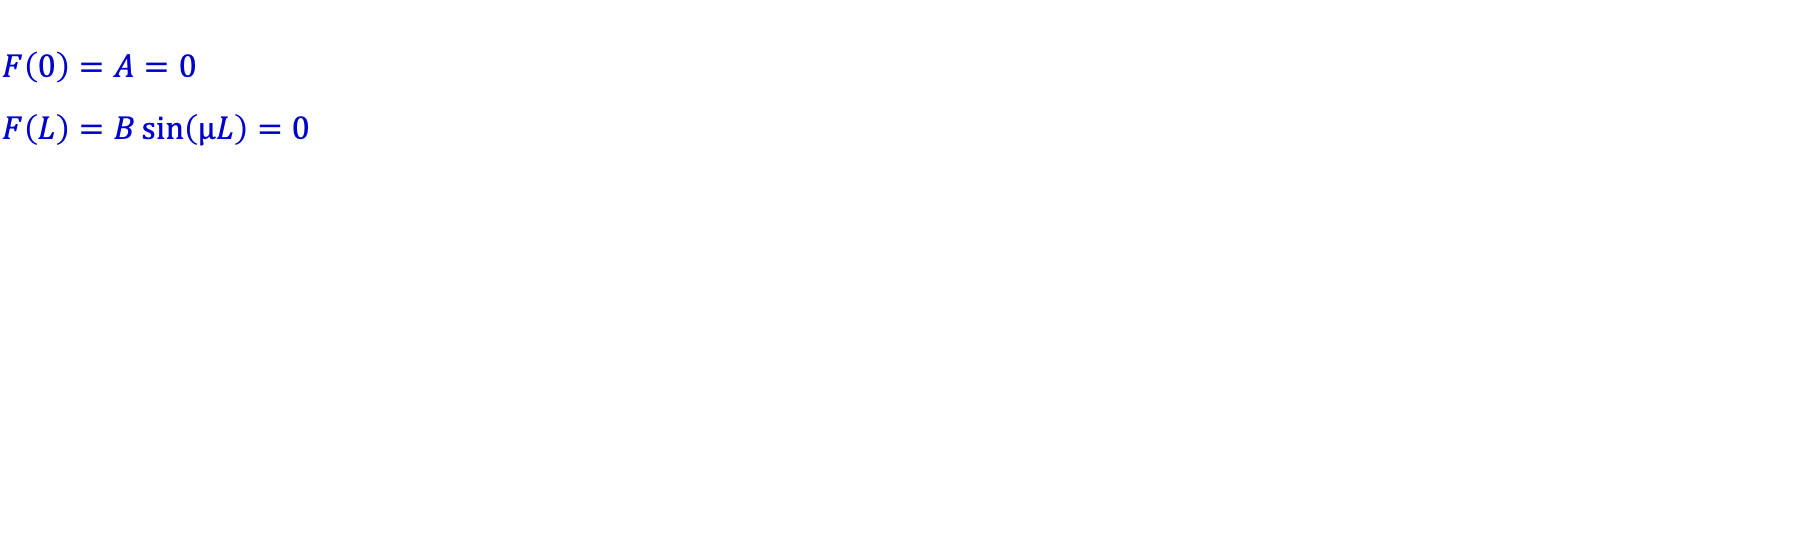 F(0) = A = 0
F(L) = B sin(µL) = 0